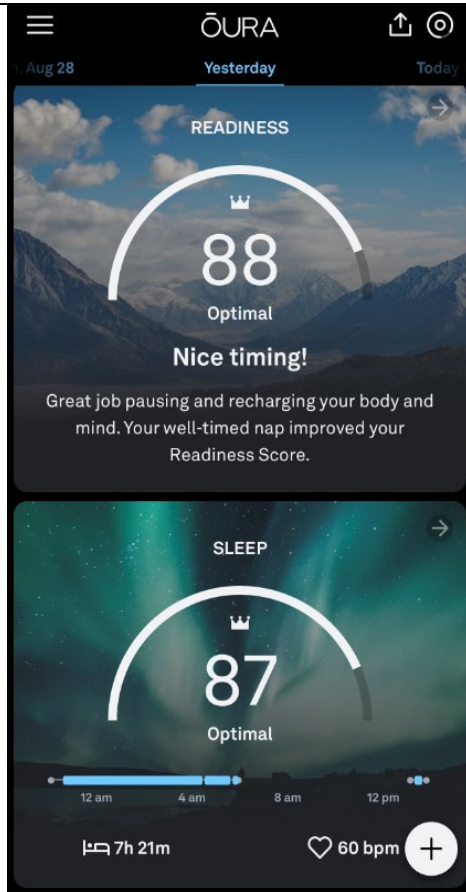 ŌURA
, Aug 28
Yesterday
Today
READINESS
88
Optimal
Nice timing!
Great job pausing and recharging your body and
mind. Your well-timed nap improved your
Readiness Score.
SLEEP
87
Optimal
12 am 4 am 8 am 12 pm
7h 21m
60 bpm